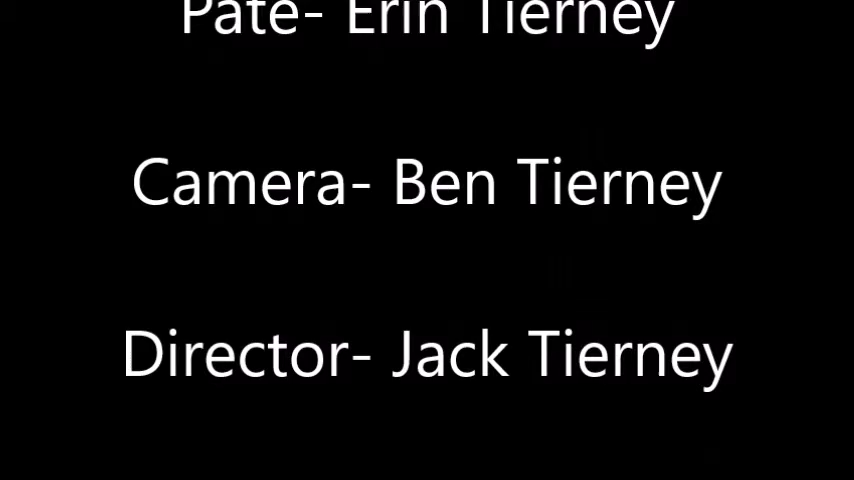 Pate- Erin Tierney
Camera- Ben Tierney
Director- Jack Tierney